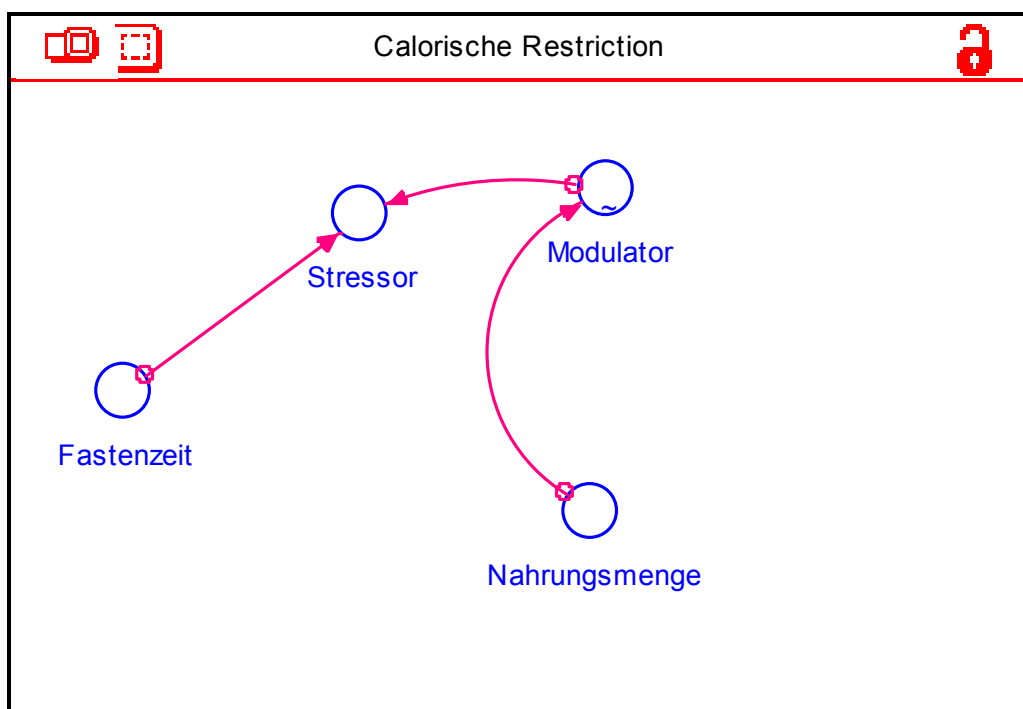 Calorische Restriction
Modulator
~
Stressor
Fastenzeit
Nahrungsmenge